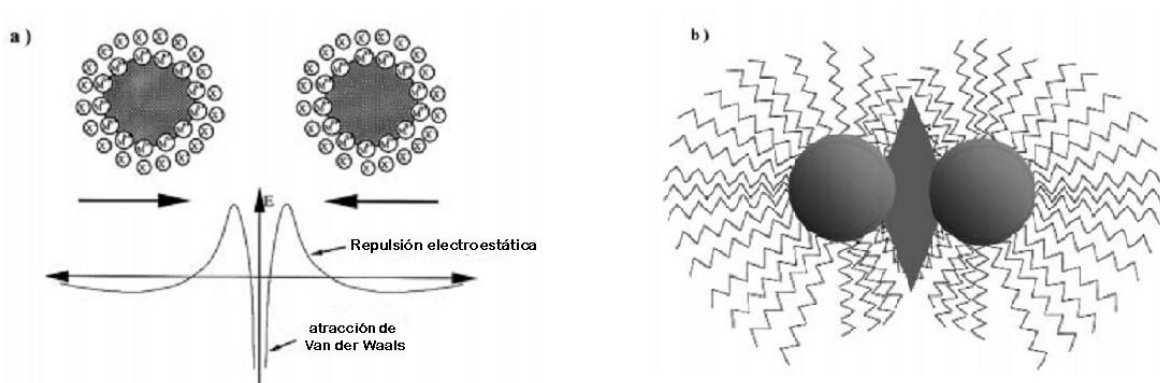 a )
b )
E
Repulsión electroestática
atracción de
Van der Waals